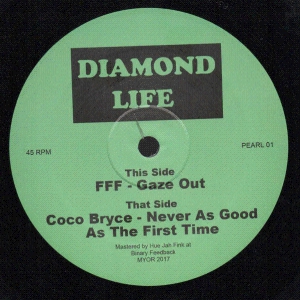 DIAMOND
LIFE
45 RPM
PEARL 01
This Side
FFF - Gaze Out
That Side
Coco Bryce - Never As Good
As The First Time
Mastered by Hue Jah Fink at
Binary Feedback
MYOR 2017